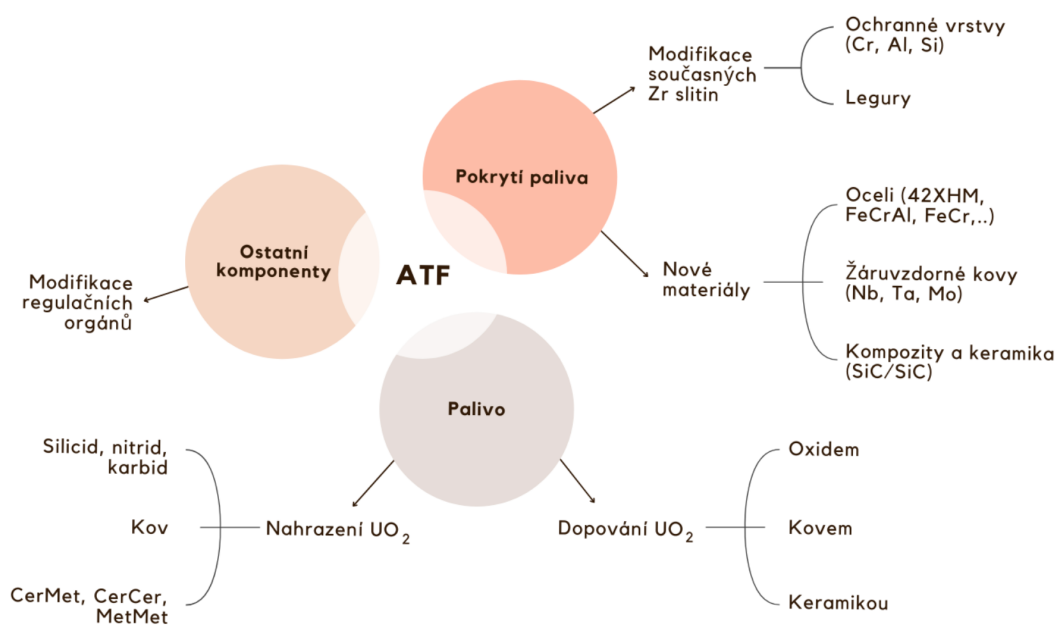 Ochranné vrstvy
(Cr, Al, Si)
Modifikace
současných
Zr slitin
Legury
Pokrytí paliva
Oceli (42XHM,
FeCrAl, FeCr,..)
Ostatní
komponenty
ATF
Nové
materiály
Žáruvzdorné kovy
(Nb, Ta, Mo)
Modifikace
regulačních
orgánů
Kompozity a keramika
(SiC/SiC)
Palivo
Silicid, nitrid,
karbid
Oxidem
Kov
Nahrazení UO₂
Dopování UO₂
Kovem
CerMet, CerCer,
MetMet
Keramikou